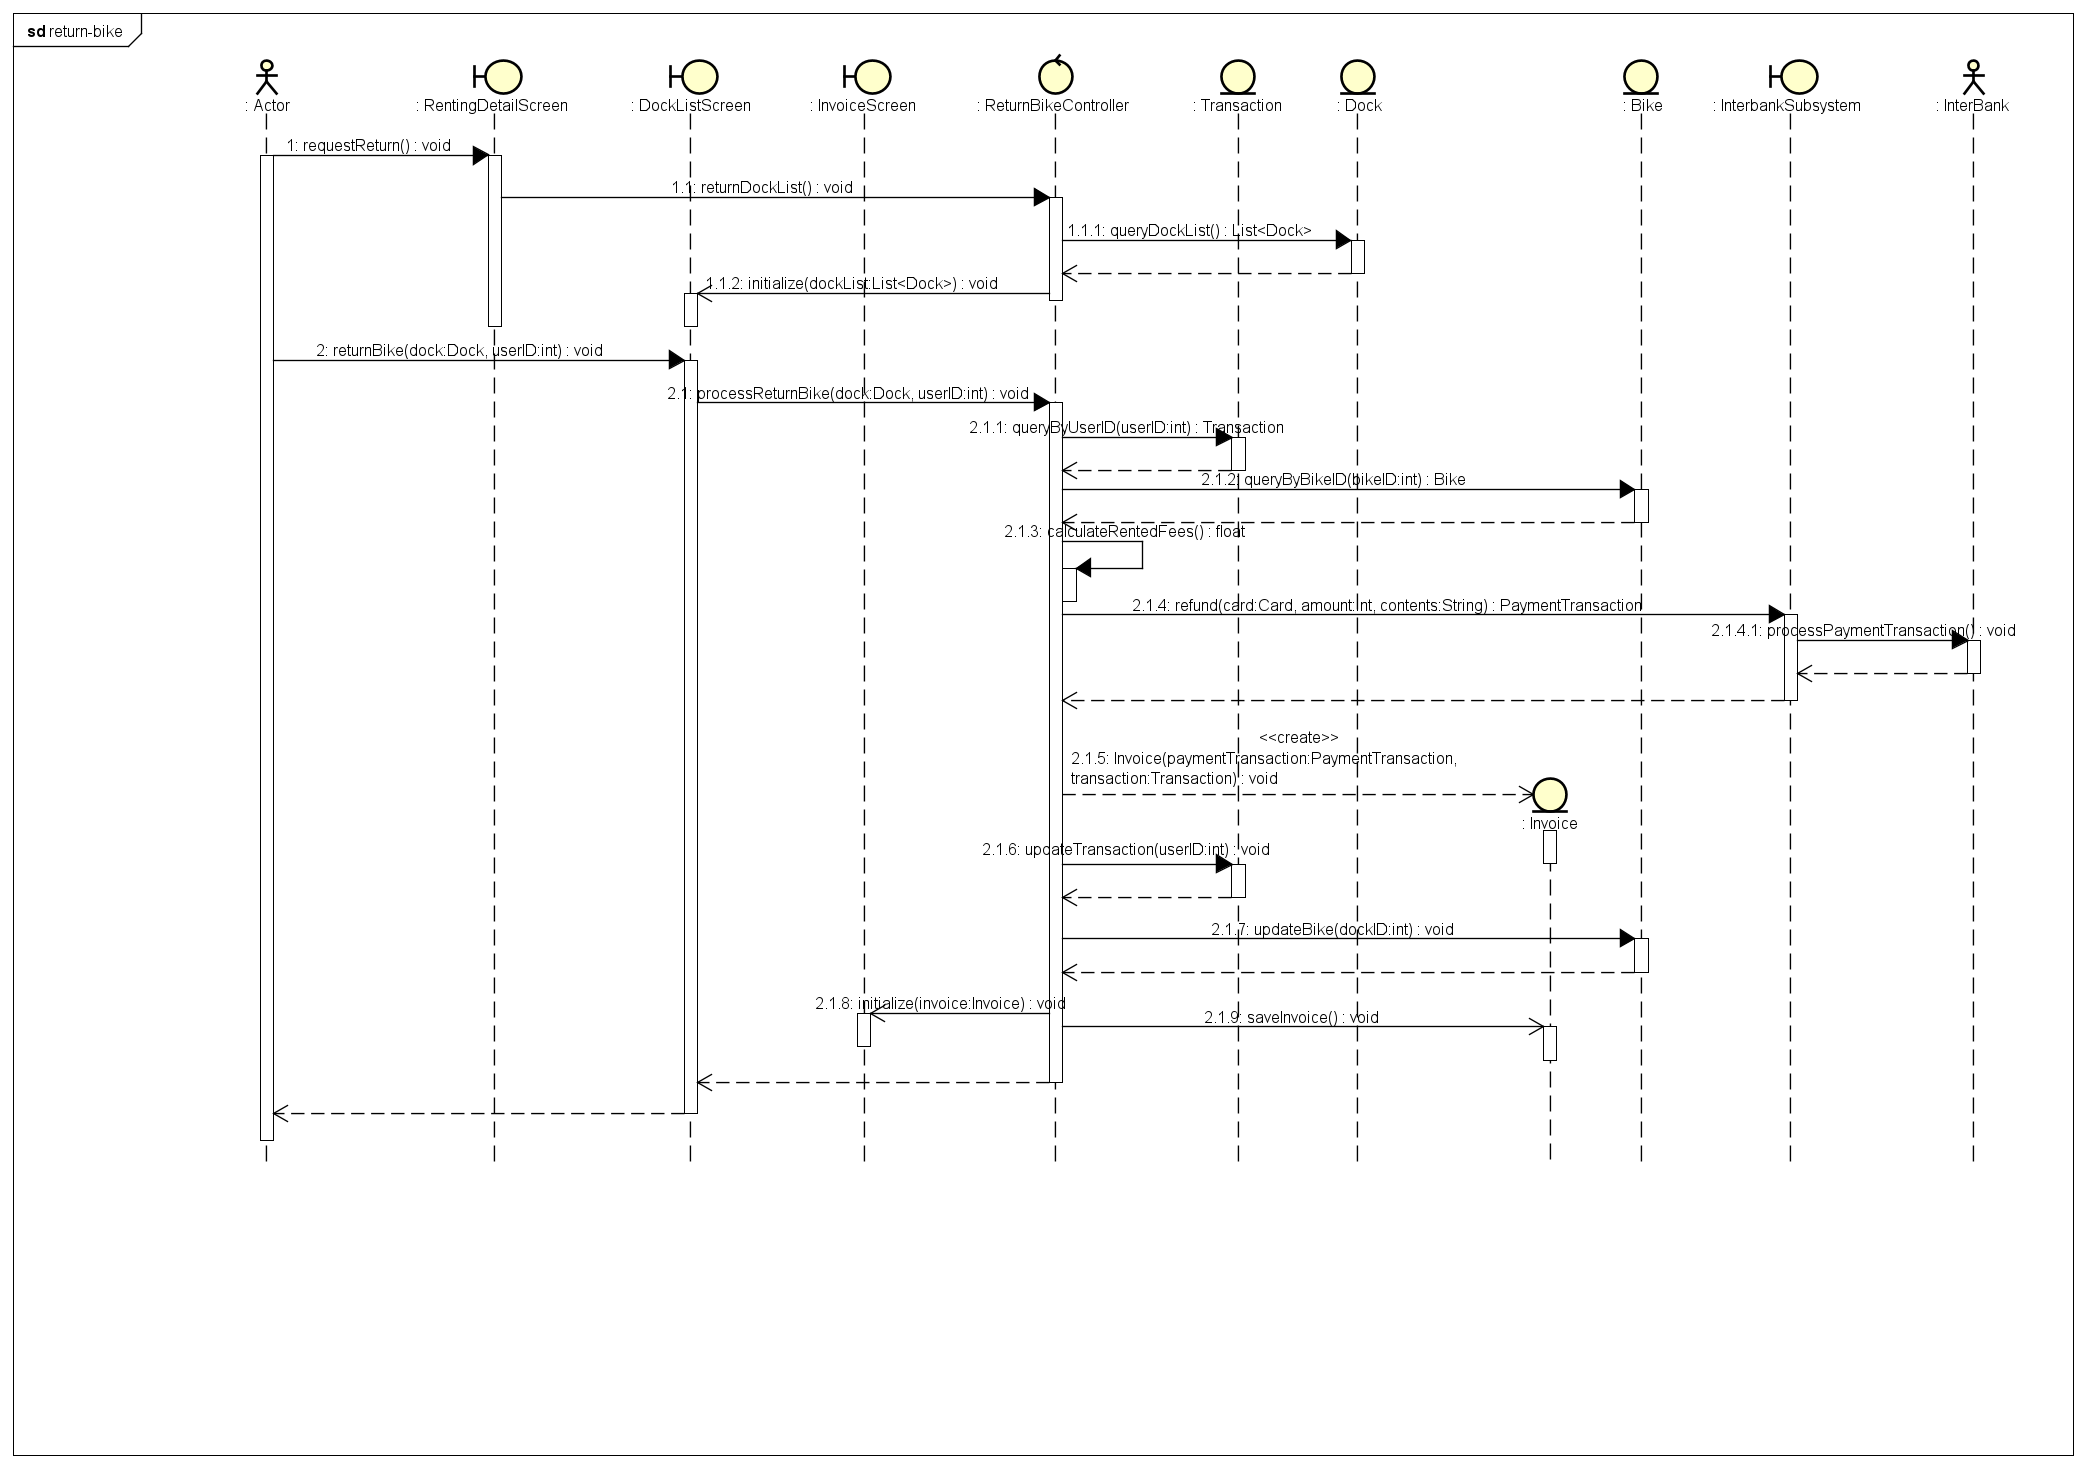 sd return-bike
: Actor
: RentingDetailScreen
: DockListScreen
: InvoiceScreen
: ReturnBikeController
: Transaction
: Dock
: Bike
: InterbankSubsystem
: InterBank
1: requestReturn() : void
1.1: returnDockList() : void
1.1.1: queryDockList() : List<Dock>
1.1.2: initialize(dockList:List<Dock>) : void
2: returnBike(dock:Dock, userID:int) : void
2.1: processReturnBike(dock:Dock, userID:int) : void
2.1.1: queryByUserID(userID:int) : Transaction
2.1.2: queryByBikeID(bikeID:int) : Bike
2.1.3: calculateRentedFees() : float
2.1.4: refund(card:Card, amount:int, contents:String) : PaymentTransaction
2.1.4.1: processPaymentTransaction() : void
<<create>>
2.1.5: Invoice(paymentTransaction:PaymentTransaction,
transaction:Transaction) : void
: Invoice
2.1.6: updateTransaction(userID:int) : void
2.1.7: updateBike(dockID:int) : void
2.1.8: initialize(invoice:Invoice) : void
2.1.9: saveInvoice() : void